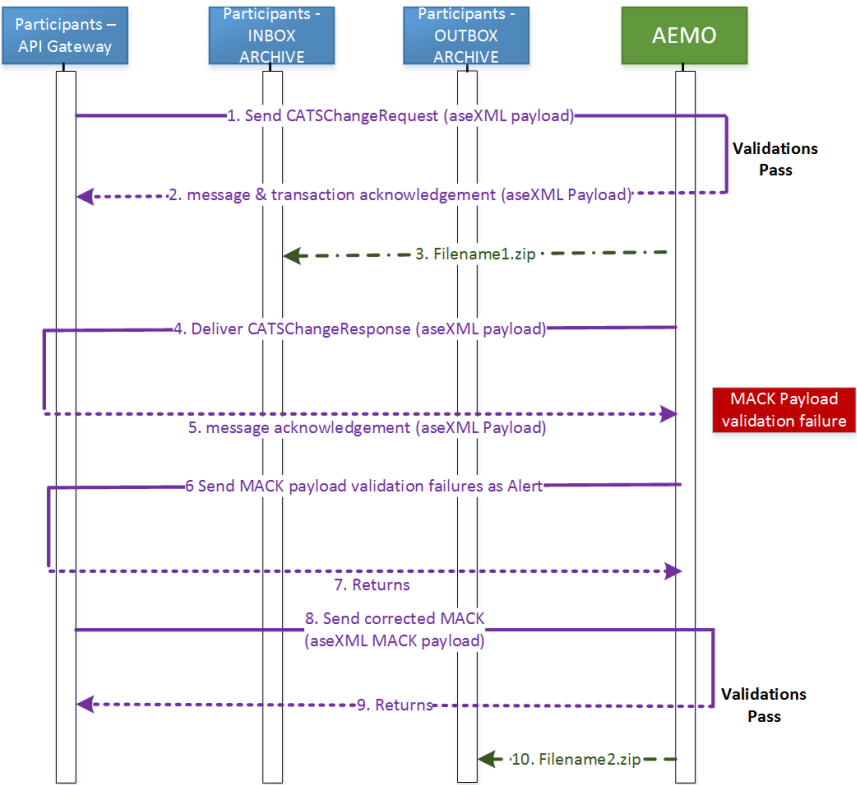 Participants –
API Gateway
Participants -
INBOX
ARCHIVE
Participants -
OUTBOX
ARCHIVE
AEMO
1. Send CATSChangeRequest (aseXML payload)
Validations
Pass
2. message & transaction acknowledgement (aseXML Payload)
3. Filename1.zip
4. Deliver CATSChangeResponse (aseXML payload)
MACK Payload
validation failure
5. message acknowledgement (aseXML Payload)
6 Send MACK payload validation failures as Alert
7. Returns
8. Send corrected MACK
(aseXML MACK payload)
9. Returns
Validations
Pass
10. Filename2.zip